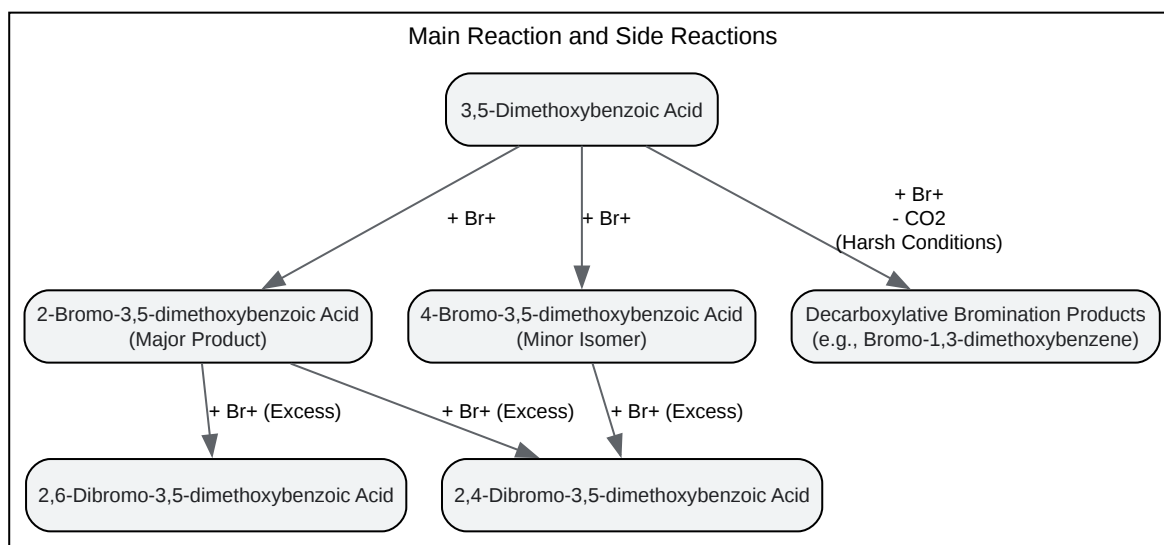 Main Reaction and Side Reactions
3,5-Dimethoxybenzoic Acid
+ Br+
+ Br+
+ Br+
- CO2
(Harsh Conditions)
2-Bromo-3,5-dimethoxybenzoic Acid
(Major Product)
4-Bromo-3,5-dimethoxybenzoic Acid
(Minor Isomer)
Decarboxylative Bromination Products
(e.g., Bromo-1,3-dimethoxybenzene)
+ Br+ (Excess)
+ Br+ (Excess)
+ Br+ (Excess)
2,6-Dibromo-3,5-dimethoxybenzoic Acid
2,4-Dibromo-3,5-dimethoxybenzoic Acid